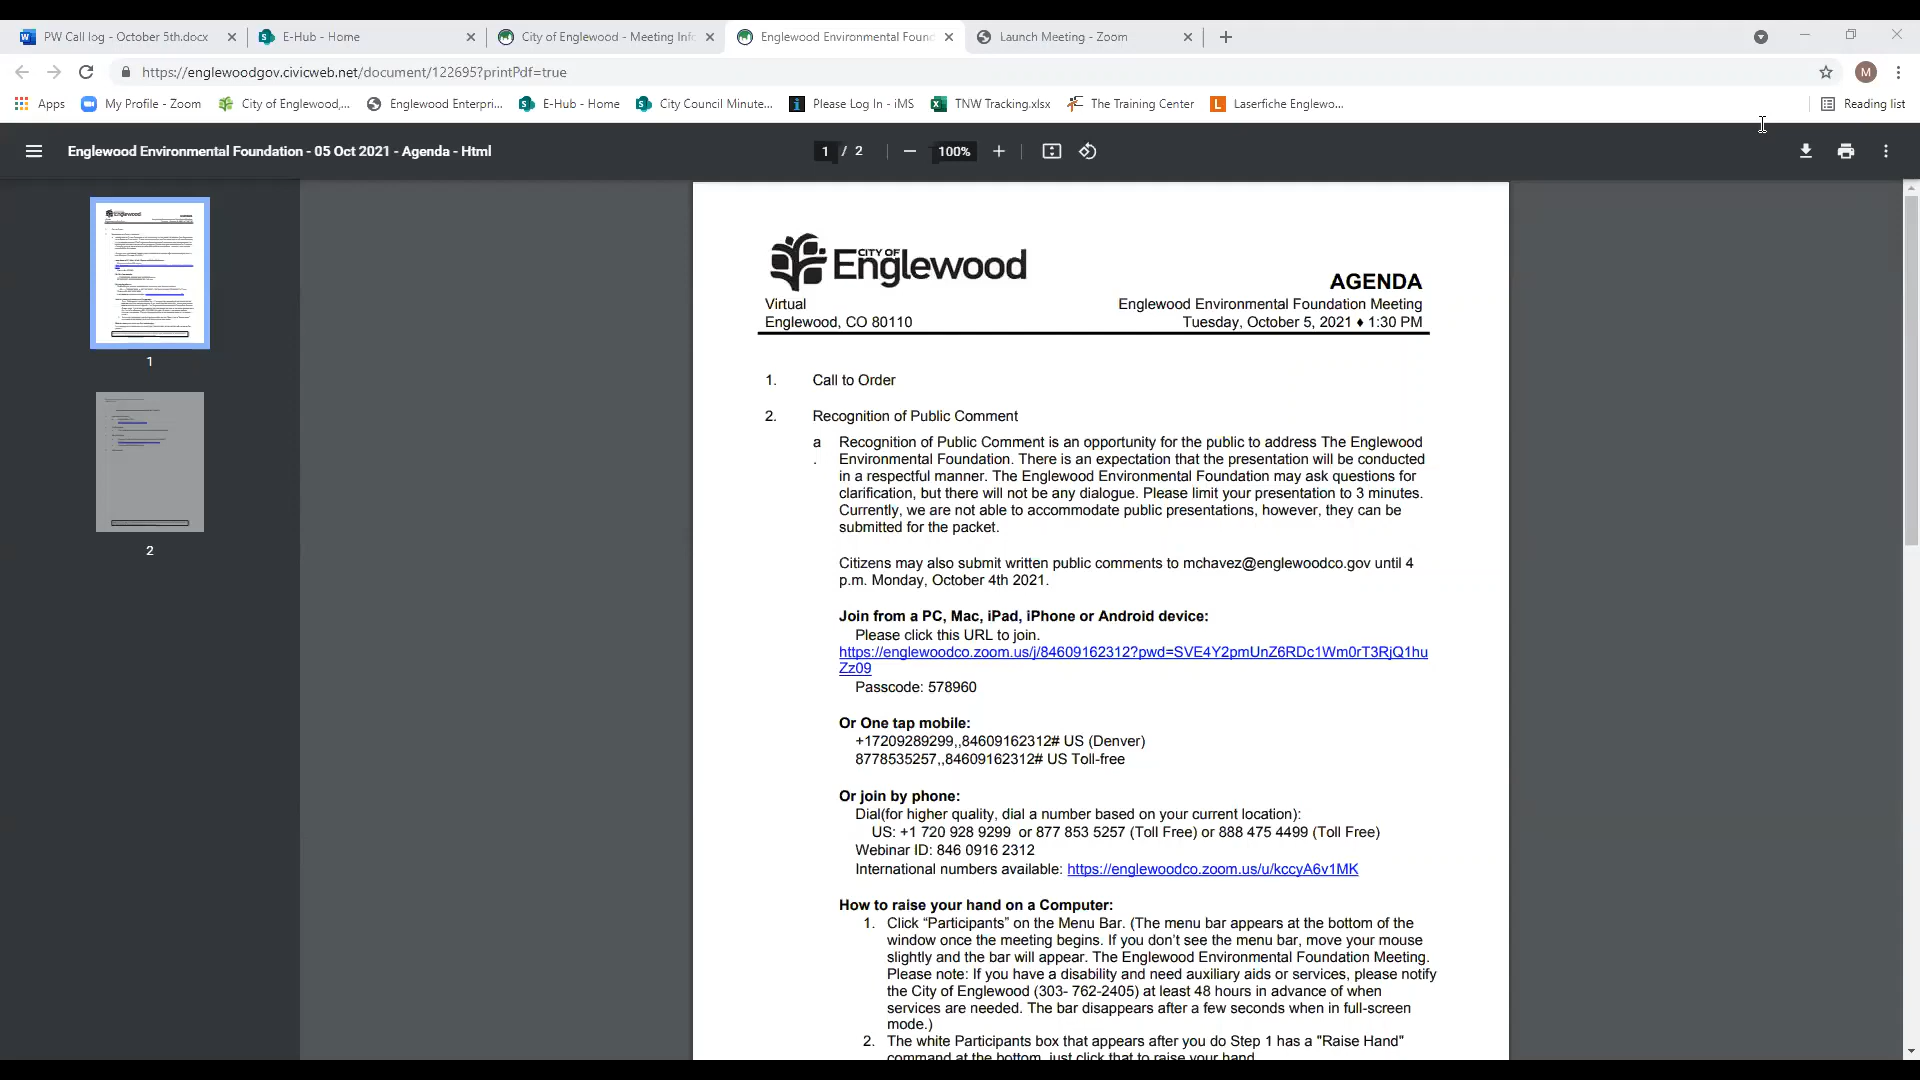 PW Call log - October 5th.docx
E-Hub - Home
City of Englewood - Meeting Inf
Englewood Environmental Foun
Launch Meeting - Zoom
https://englewoodgov.civicweb.net/document/122695?printPdf=true
M
Apps
My Profile - Zoom
City of Englewood,...
Englewood Enterpri...
E-Hub - Home
City Council Minute...
Please Log In - iMS
TNW Tracking.xlsx
The Training Center
Laserfiche Englewo...
Reading list
Englewood Environmental Foundation - 05 Oct 2021 - Agenda - Html
1 / 2
100%
1
2
CITY OF
Englewood
AGENDA
Virtual
Englewood Environmental Foundation Meeting
Englewood, CO 80110
Tuesday, October 5, 2021 ♦ 1:30 PM
1. Call to Order
2. Recognition of Public Comment
a Recognition of Public Comment is an opportunity for the public to address The Englewood
. Environmental Foundation. There is an expectation that the presentation will be conducted
in a respectful manner. The Englewood Environmental Foundation may ask questions for
clarification, but there will not be any dialogue. Please limit your presentation to 3 minutes.
Currently, we are not able to accommodate public presentations, however, they can be
submitted for the packet.
Citizens may also submit written public comments to mchavez@englewoodco.gov until 4
p.m. Monday, October 4th 2021.
Join from a PC, Mac, iPad, iPhone or Android device:
Please click this URL to join.
https://englewoodco.zoom.us/j/84609162312?pwd=SVE4Y2pmUnZ6RDc1Wm0rT3RjQ1hu
Zz09
Passcode: 578960
Or One tap mobile:
+17209289299,,84609162312# US (Denver)
8778535257,,84609162312# US Toll-free
Or join by phone:
Dial(for higher quality, dial a number based on your current location):
US: +1 720 928 9299 or 877 853 5257 (Toll Free) or 888 475 4499 (Toll Free)
Webinar ID: 846 0916 2312
International numbers available: https://englewoodco.zoom.us/u/kccyA6v1MK
How to raise your hand on a Computer:
1. Click “Participants” on the Menu Bar. (The menu bar appears at the bottom of the
window once the meeting begins. If you don’t see the menu bar, move your mouse
slightly and the bar will appear. The Englewood Environmental Foundation Meeting.
Please note: If you have a disability and need auxiliary aids or services, please notify
the City of Englewood (303- 762-2405) at least 48 hours in advance of when
services are needed. The bar disappears after a few seconds when in full-screen
mode.)
2. The white Participants box that appears after you do Step 1 has a "Raise Hand"
command at the bottom, just click that to raise your hand